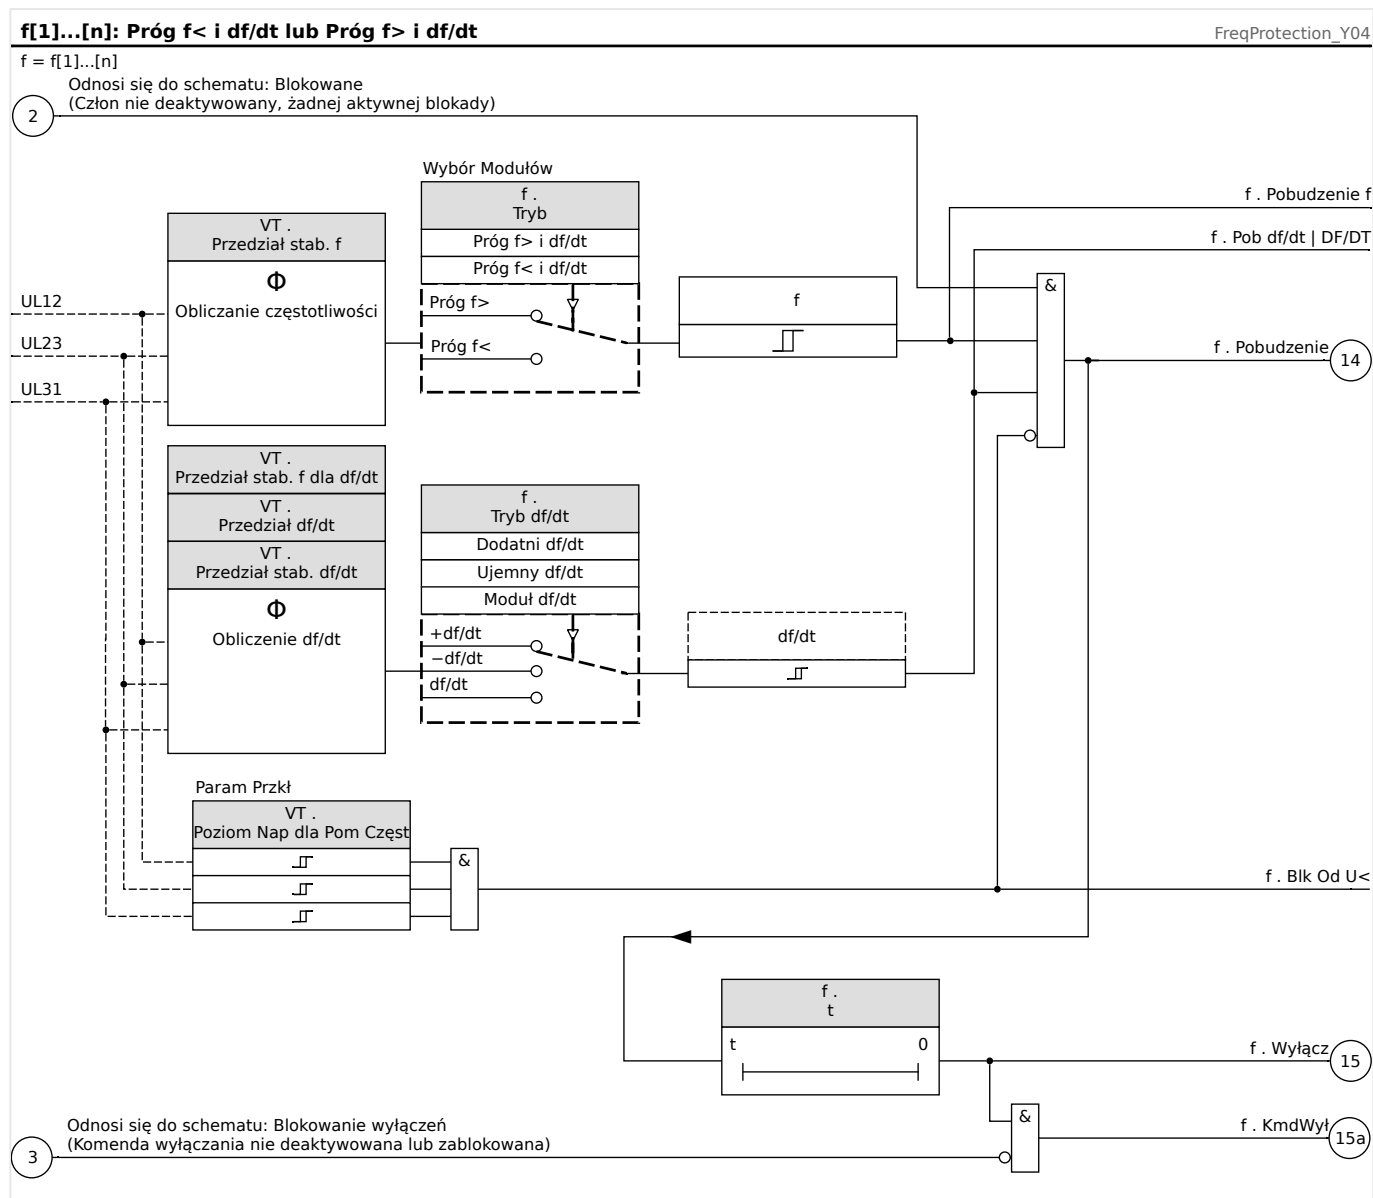 f[1]...[n]: Próg f< i df/dt lub Próg f> i df/dt
FreqProtection_Y04
f = f[1]...[n]
Odnosi się do schematu: Blokowane
(Człon nie deaktywowany, żadnej aktywnej blokady)
2
Wybór Modułów
f .
Tryb
Próg f> i df/dt
Próg f< i df/dt
Próg f>
Próg f<
VT .
Przedział stab. f
Φ
Obliczanie częstotliwości
UL12
UL23
UL31
f
f . Pobudzenie f
f . Pob df/dt | DF/DT
&
f . Pobudzenie
14
VT .
Przedział stab. f dla df/dt
VT .
Przedział df/dt
VT .
Przedział stab. df/dt
Φ
Obliczenie df/dt
f .
Tryb df/dt
Dodatni df/dt
Ujemny df/dt
Moduł df/dt
+df/dt
−df/dt
df/dt
df/dt
Param Przkł
VT .
Poziom Nap dla Pom Częst
&
f . Blk Od U<
f .
t
t
0
f . Wyłącz
15
&
f . KmdWył
15a
Odnosi się do schematu: Blokowanie wyłączeń
(Komenda wyłączania nie deaktywowana lub zablokowana)
3